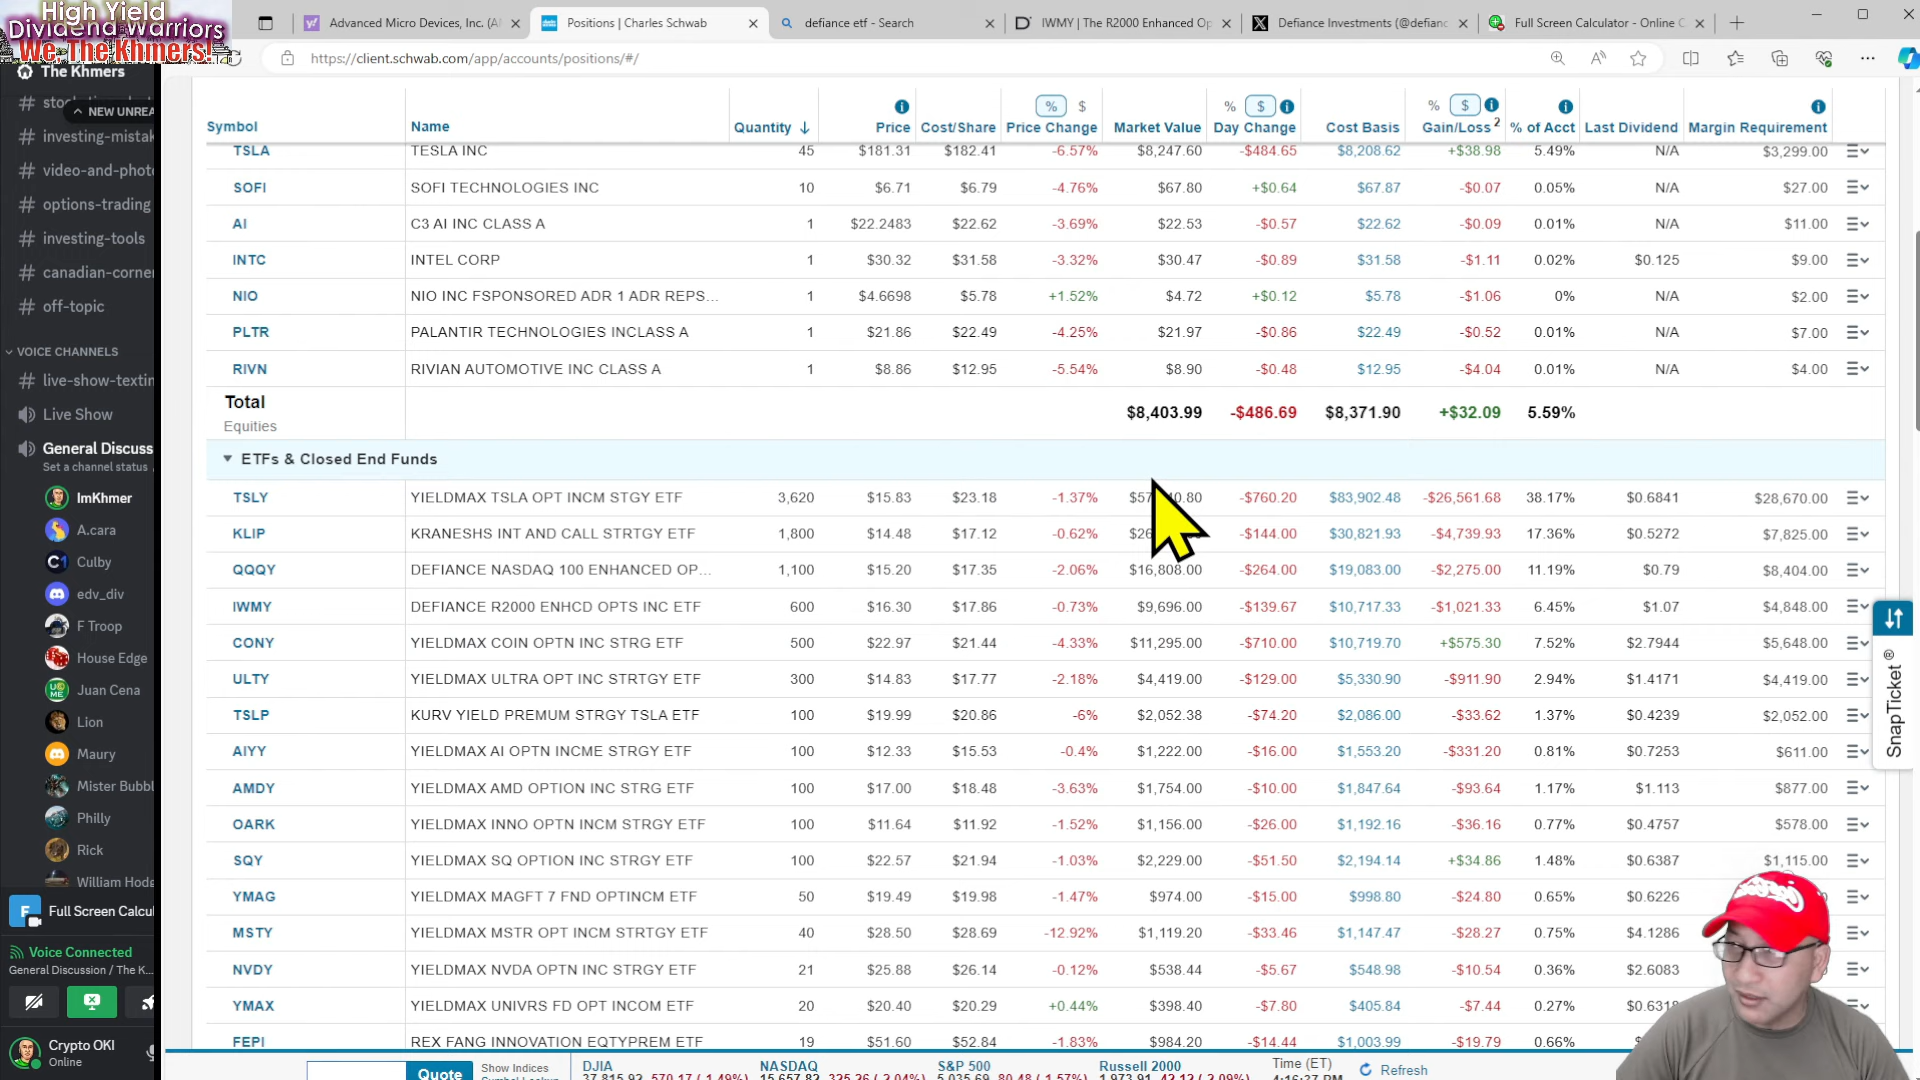 High Yield
Dividend Warriors
We The Khmers!
Advanced Micro Devices, Inc. (A
Positions | Charles Schwab
defiance etf - Search
IWMY | The R2000 Enhanced Op
Defiance Investments (@defianc
Full Screen Calculator - Online C
https://client.schwab.com/app/accounts/positions/#/
The Khmers
NEW UNREA
investing-mistak
video-and-photo
options-trading
investing-tools
canadian-corner
off-topic
VOICE CHANNELS
live-show-textin
Live Show
General Discuss
Set a channel status
ImKhmer
A.cara
Culby
edv_div
F Troop
House Edge
Juan Cena
Lion
Maury
Mister Bubbl
Philly
Rick
William Hodg
Full Screen Calcul
Voice Connected
General Discussion / The K...
Crypto OKI
Online
% $ % $ % $
Symbol Name Quantity Price Cost/Share Price Change Market Value Day Change Cost Basis Gain/Loss 2 % of Acct Last Dividend Margin Requirement
TSLA TESLA INC 45 $181.31 $182.41 -6.57% $8,247.60 -$484.65 $8,208.62 +$38.98 5.49% N/A $3,299.00
SOFI SOFI TECHNOLOGIES INC 10 $6.71 $6.79 -4.76% $67.80 +$0.64 $67.87 -$0.07 0.05% N/A $27.00
AI C3 AI INC CLASS A 1 $22.2483 $22.62 -3.69% $22.53 -$0.57 $22.62 -$0.09 0.01% N/A $11.00
INTC INTEL CORP 1 $30.32 $31.58 -3.32% $30.47 -$0.89 $31.58 -$1.11 0.02% $0.125 $9.00
NIO NIO INC FSPONSORED ADR 1 ADR REPS... 1 $4.6698 $5.78 +1.52% $4.72 +$0.12 $5.78 -$1.06 0% N/A $2.00
PLTR PALANTIR TECHNOLOGIES INCLASS A 1 $21.86 $22.49 -4.25% $21.97 -$0.86 $22.49 -$0.52 0.01% N/A $7.00
RIVN RIVIAN AUTOMOTIVE INC CLASS A 1 $8.86 $12.95 -5.54% $8.90 -$0.48 $12.95 -$4.04 0.01% N/A $4.00
Total $8,403.99 -$486.69 $8,371.90 +$32.09 5.59%
Equities
ETFs & Closed End Funds
TSLY YIELDMAX TSLA OPT INCM STGY ETF 3,620 $15.83 $23.18 -1.37% -$760.20 $83,902.48 -$26,561.68 38.17% $0.6841 $28,670.00
KLIP KRANESHS INT AND CALL STRTGY ETF 1,800 $14.48 $17.12 -0.62% -$144.00 $30,821.93 -$4,739.93 17.36% $0.5272 $7,825.00
QQQY DEFIANCE NASDAQ 100 ENHANCED OP... 1,100 $15.20 $17.35 -2.06% $16,808.00 -$264.00 $19,083.00 -$2,275.00 11.19% $0.79 $8,404.00
IWMY DEFIANCE R2000 ENHCD OPTS INC ETF 600 $16.30 $17.86 -0.73% $9,696.00 -$139.67 $10,717.33 -$1,021.33 6.45% $1.07 $4,848.00
CONY YIELDMAX COIN OPTN INC STRG ETF 500 $22.97 $21.44 -4.33% $11,295.00 -$710.00 $10,719.70 +$575.30 7.52% $2.7944 $5,648.00
ULTY YIELDMAX ULTRA OPT INC STRTGY ETF 300 $14.83 $17.77 -2.18% $4,419.00 -$129.00 $5,330.90 -$911.90 2.94% $1.4171 $4,419.00
TSLP KURV YIELD PREMUM STRGY TSLA ETF 100 $19.99 $20.86 -6% $2,052.38 -$74.20 $2,086.00 -$33.62 1.37% $0.4239 $2,052.00
AIYY YIELDMAX AI OPTN INCME STRGY ETF 100 $12.33 $15.53 -0.4% $1,222.00 -$16.00 $1,553.20 -$331.20 0.81% $0.7253 $611.00
AMDY YIELDMAX AMD OPTION INC STRG ETF 100 $17.00 $18.48 -3.63% $1,754.00 -$10.00 $1,847.64 -$93.64 1.17% $1.113 $877.00
OARK YIELDMAX INNO OPTN INCM STRGY ETF 100 $11.64 $11.92 -1.52% $1,156.00 -$26.00 $1,192.16 -$36.16 0.77% $0.4757 $578.00
SQY YIELDMAX SQ OPTION INC STRGY ETF 100 $22.57 $21.94 -1.03% $2,229.00 -$51.50 $2,194.14 +$34.86 1.48% $0.6387 $1,115.00
YMAG YIELDMAX MAGFT 7 FND OPTINCM ETF 50 $19.49 $19.98 -1.47% $974.00 -$15.00 $998.80 -$24.80 0.65% $0.6226
MSTY YIELDMAX MSTR OPT INCM STRTGY ETF 40 $28.50 $28.69 -12.92% $1,119.20 -$33.46 $1,147.47 -$28.27 0.75% $4.1286
NVDY YIELDMAX NVDA OPTN INC STRGY ETF 21 $25.88 $26.14 -0.12% $538.44 -$5.67 $548.98 -$10.54 0.36% $2.6083
YMAX YIELDMAX UNIVRS FD OPT INCOM ETF 20 $20.40 $20.29 +0.44% $398.40 -$7.80 $405.84 -$7.44 0.27%
FEPI REX FANG INNOVATION EQTYPREM ETF 19 $51.60 $52.84 -1.83% $984.20 -$14.44 $1,003.99 -$19.79 0.66%
SnapTicket ®
Quote
Show Indices
DJIA
37,815.92 570.17 (-1.49%)
NASDAQ
15,657.82 325.26 (-2.04%)
S&P 500
5,035.69 80.48 (-1.57%)
Russell 2000
1,973.91 42.12 (-2.09%)
Time (ET)
4:16:37 PM
Refresh